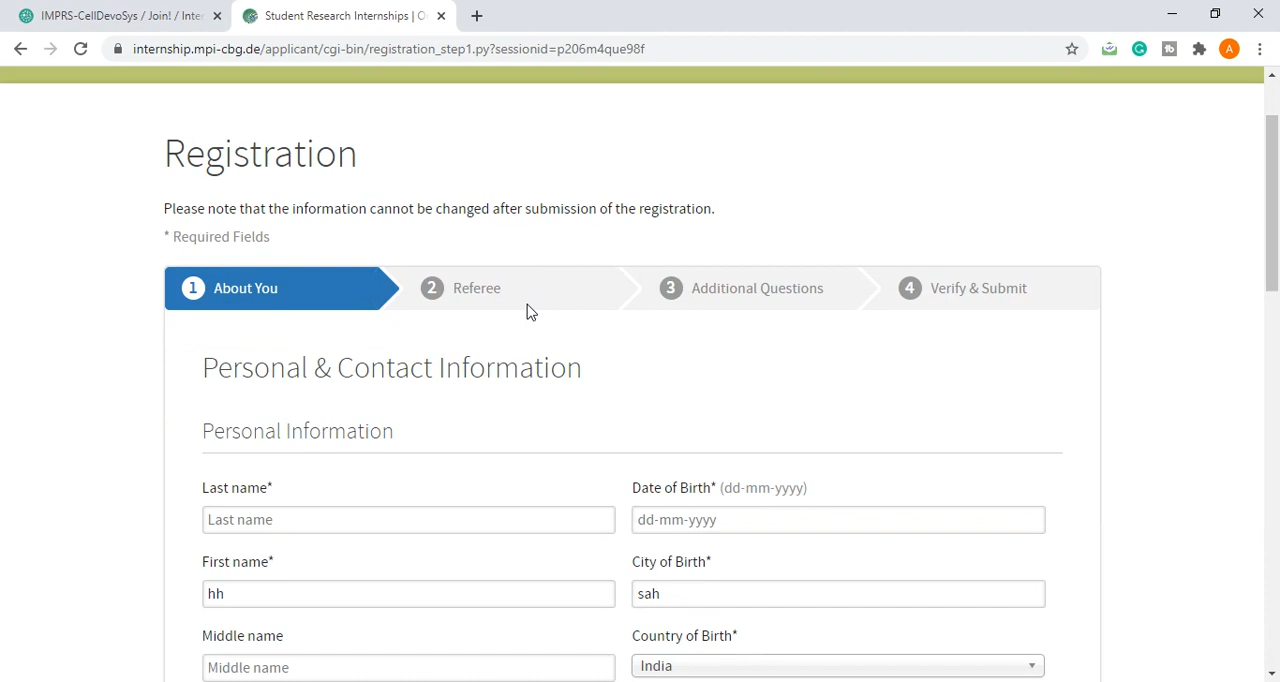 IMPRS-CellDevoSys / Join! / Inter
Student Research Internships | O
internship.mpi-cbg.de/applicant/cgi-bin/registration_step1.py?sessionid=p206m4que98f
A
Registration
Please note that the information cannot be changed after submission of the registration.
* Required Fields
1 About You
2 Referee
3 Additional Questions
4 Verify & Submit
Personal & Contact Information
Personal Information
Last name*
Date of Birth* (dd-mm-yyyy)
Last name
dd-mm-yyyy
First name*
City of Birth*
hh
sah
Middle name
Country of Birth*
Middle name
India